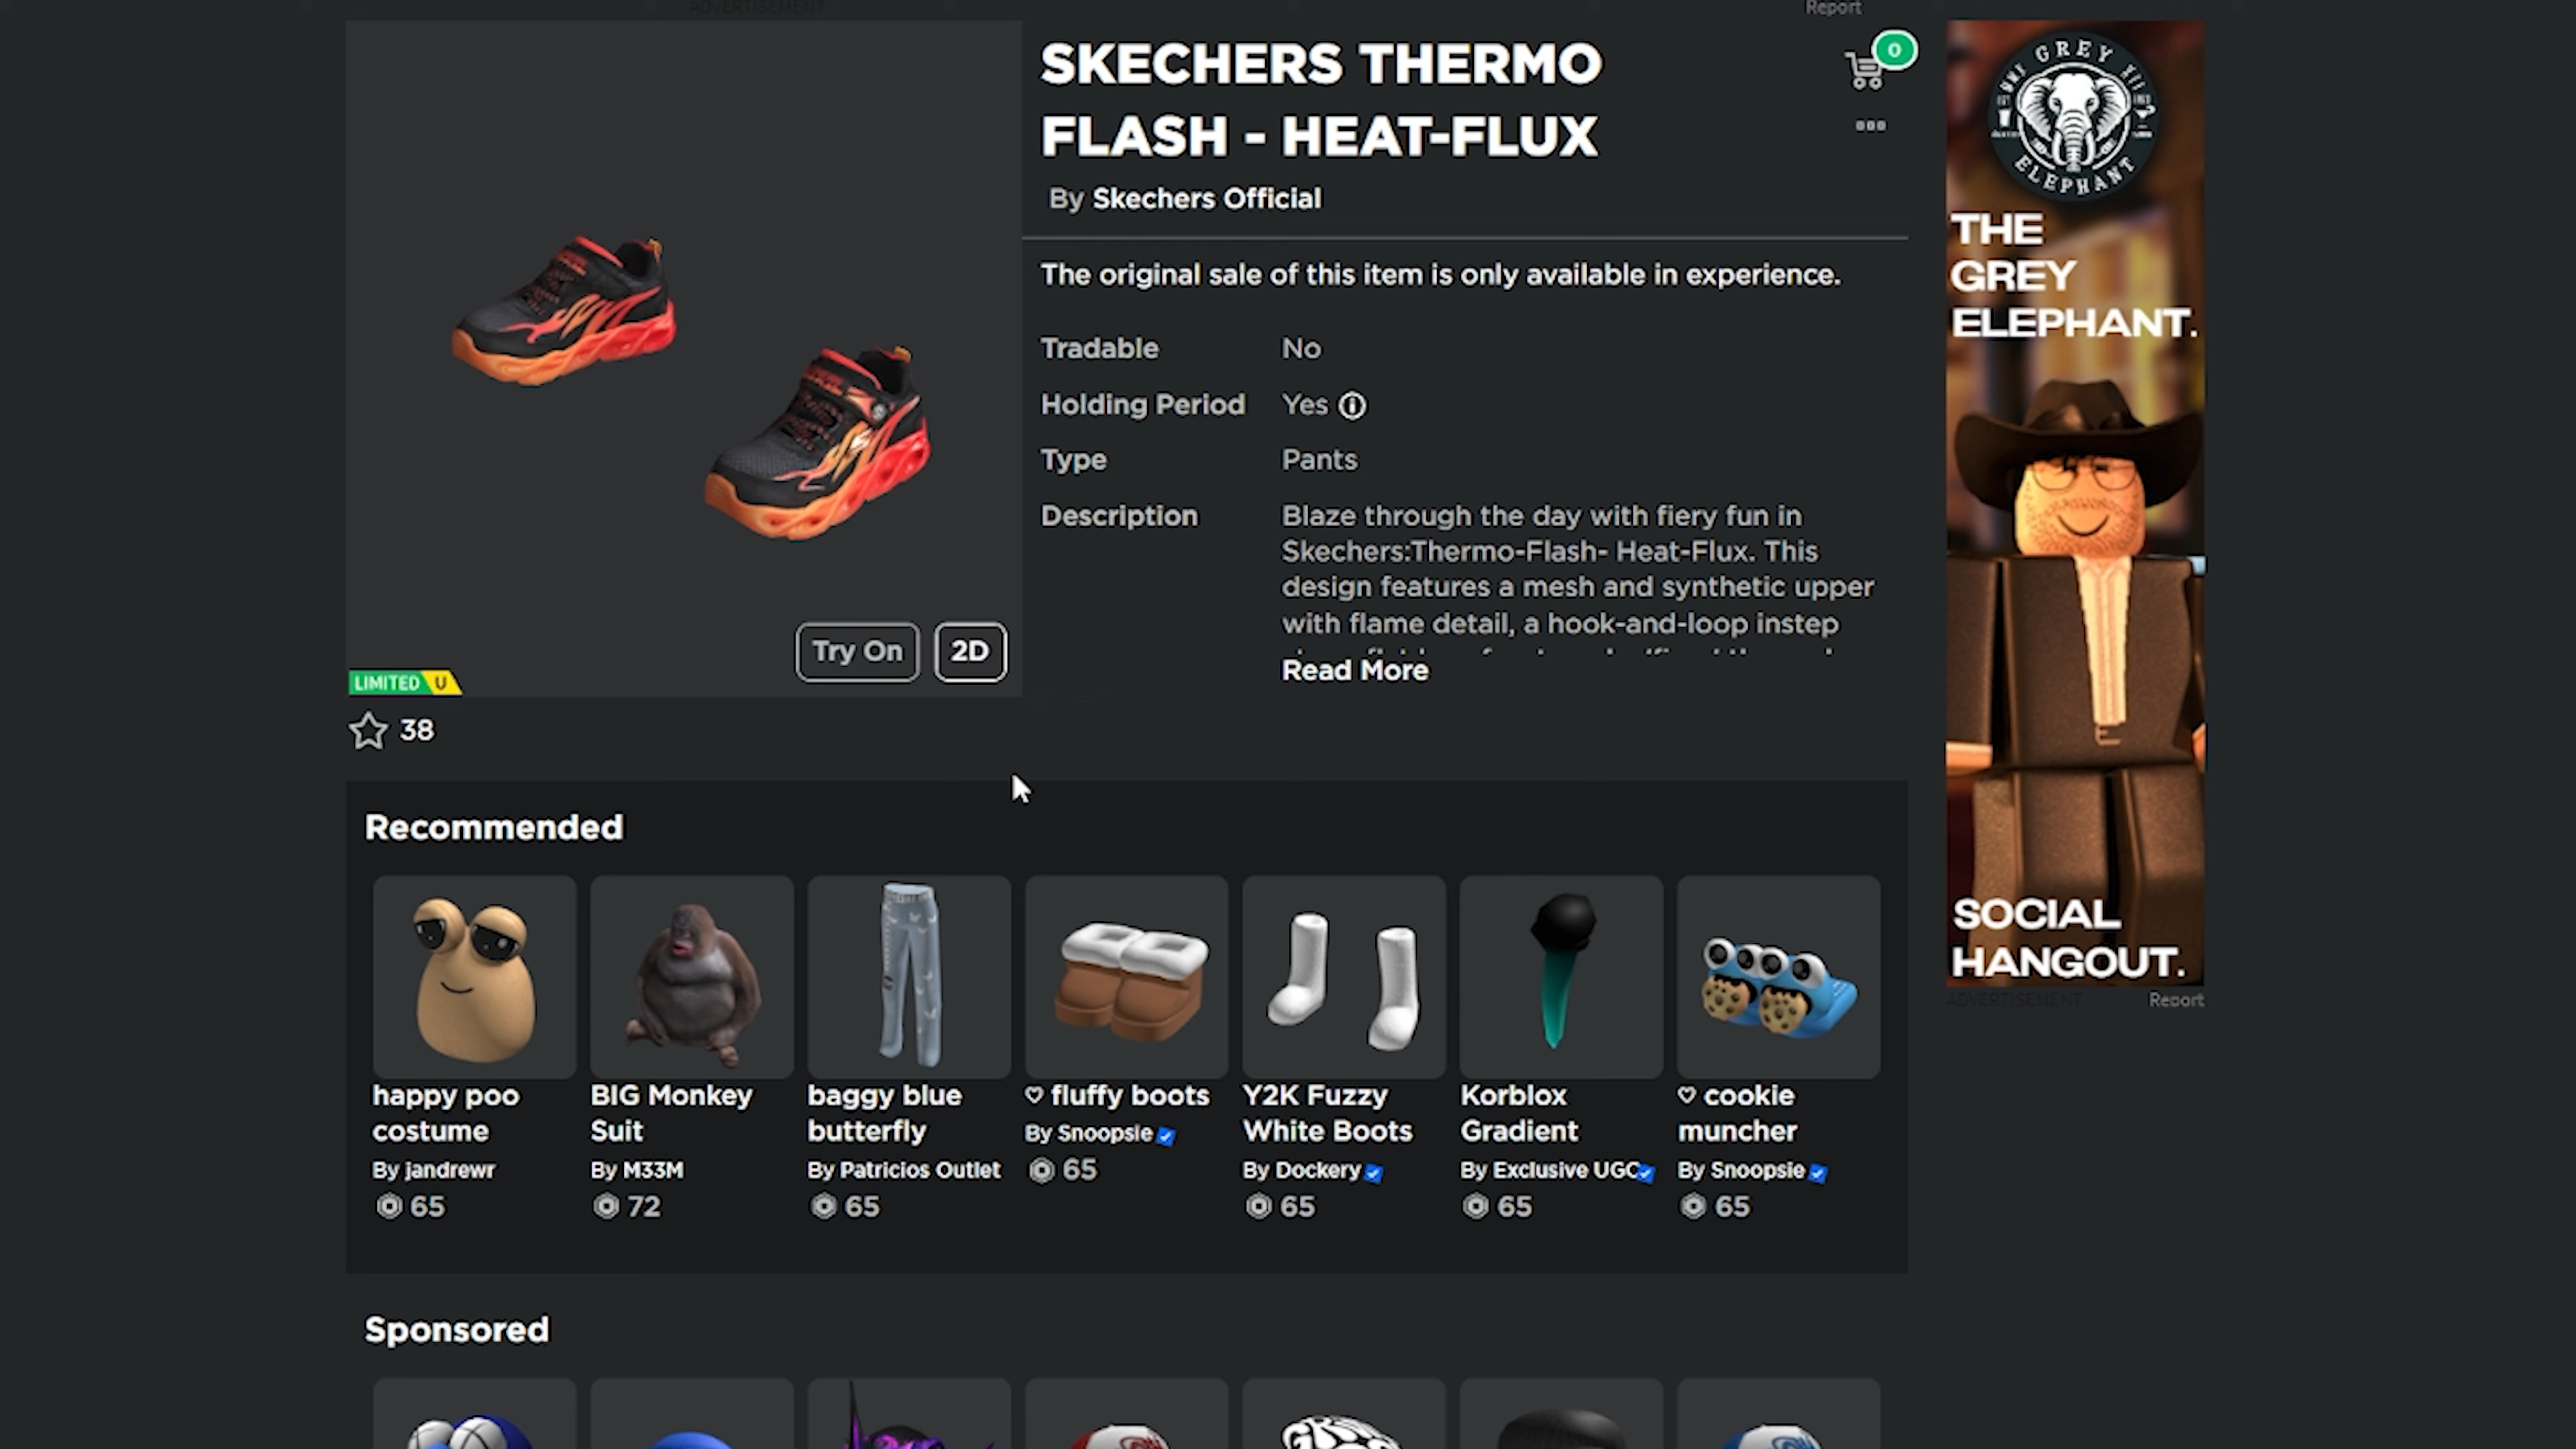 ADVERTISEMENT
Report
SKECHERS THERMO
FLASH - HEAT-FLUX
0
By Skechers Official
The original sale of this item is only available in experience.
Tradable No
Holding Period Yes
Type Pants
Description Blaze through the day with fiery fun in
Skechers:Thermo-Flash- Heat-Flux. This
design features a mesh and synthetic upper
with flame detail, a hook-and-loop instep
Read More
Try On 2D
LIMITED U
38
Recommended
happy poo
costume
By jandrewr
65
BIG Monkey
Suit
By M33M
72
baggy blue
butterfly
By Patricios Outlet
65
♡ fluffy boots
By Snoopsie
65
Y2K Fuzzy
White Boots
By Dockery
65
Korblox
Gradient
By Exclusive UGC
65
♡ cookie
muncher
By Snoopsie
65
Sponsored
GREY
ELEPHANT
THE
GREY
ELEPHANT.
SOCIAL
HANGOUT.
ADVERTISEMENT
Report